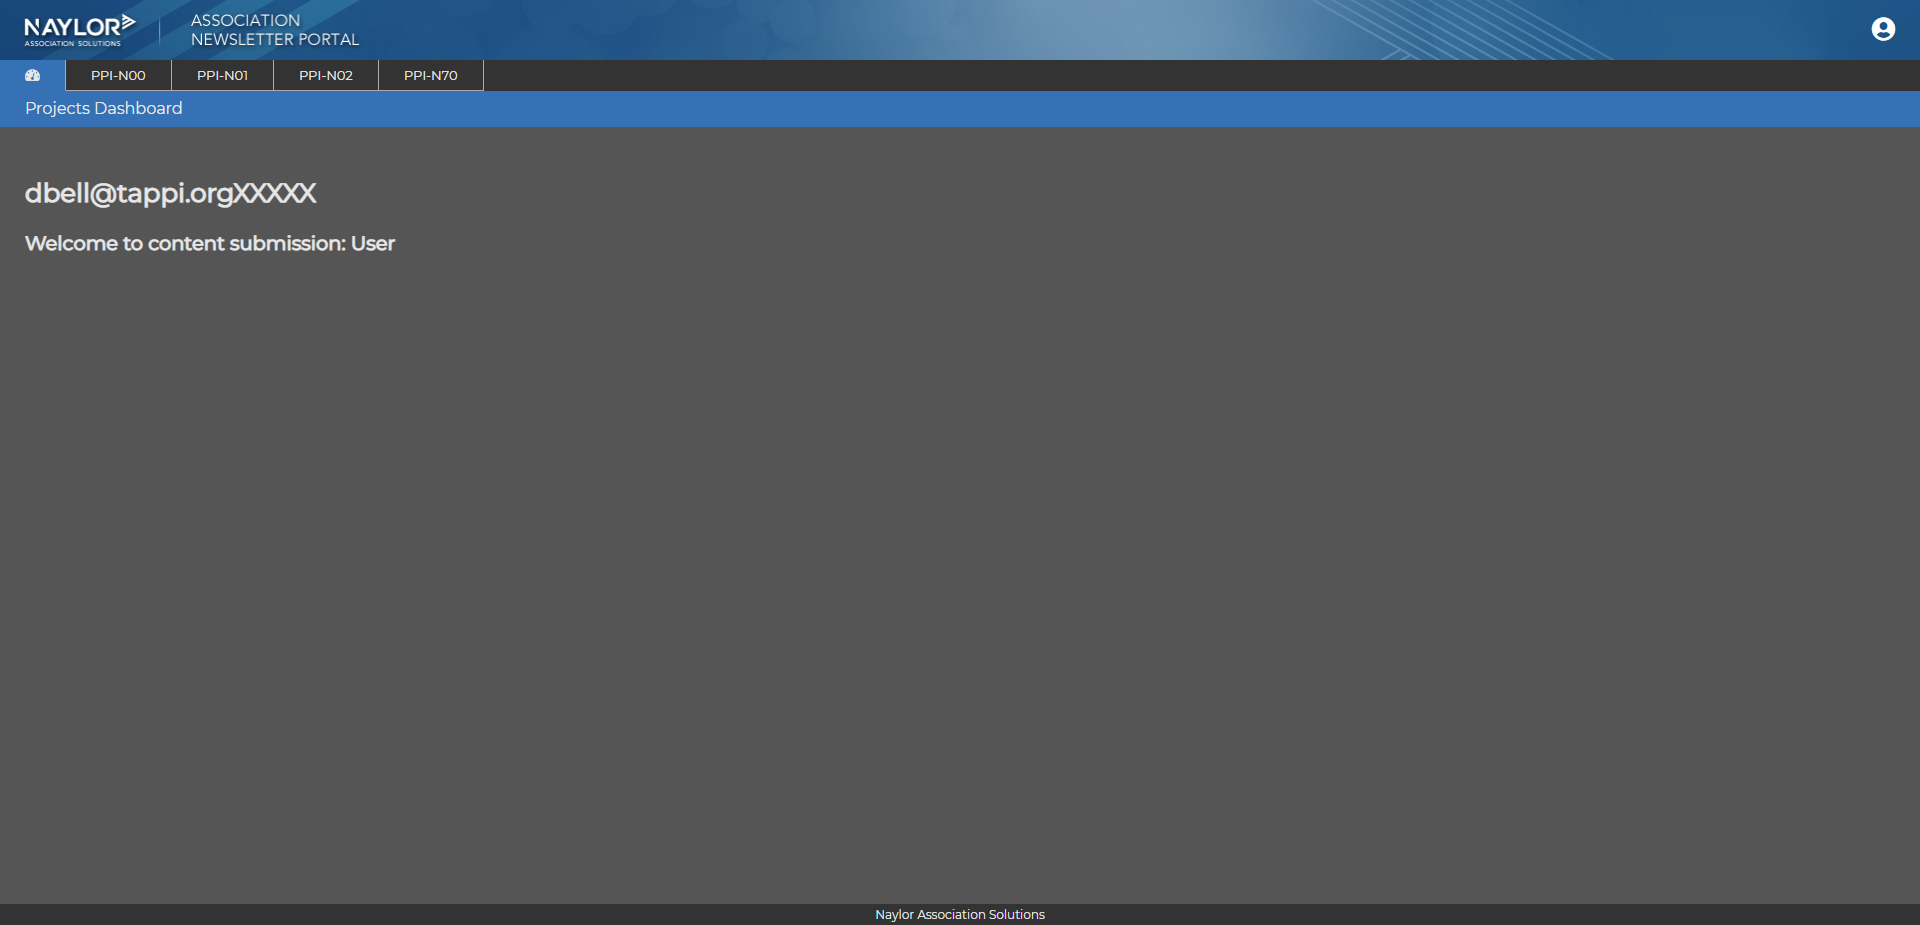 NAYLOR
ASSOCIATION SOLUTIONS
ASSOCIATION
NEWSLETTER PORTAL
PPI-N00
PPI-N01
PPI-N02
PPI-N70
Projects Dashboard
dbell@tappi.orgXXXXX
Welcome to content submission: User
Naylor Association Solutions